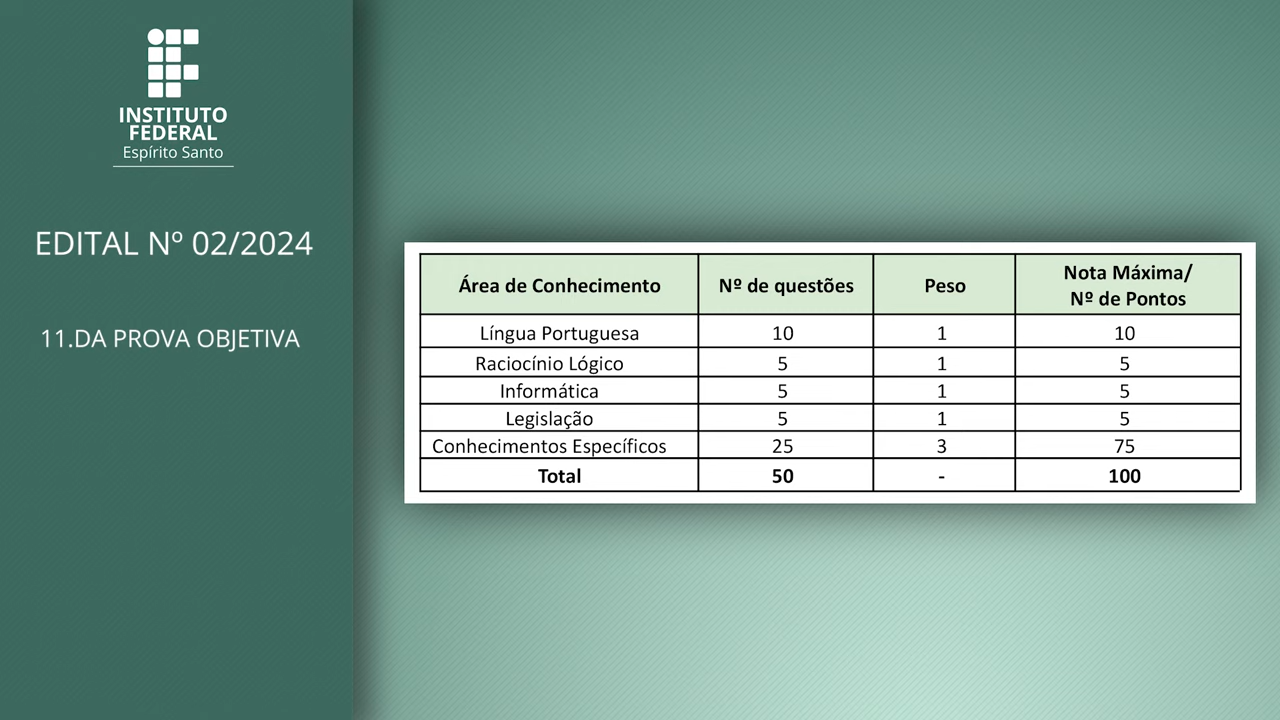 INSTITUTO
FEDERAL
Espírito Santo
EDITAL Nº 02/2024
11.DA PROVA OBJETIVA
Área de Conhecimento Nº de questões Peso Nota Máxima/
Nº de Pontos
Língua Portuguesa 10 1 10
Raciocínio Lógico 5 1 5
Informática 5 1 5
Legislação 5 1 5
Conhecimentos Específicos 25 3 75
Total 50 - 100